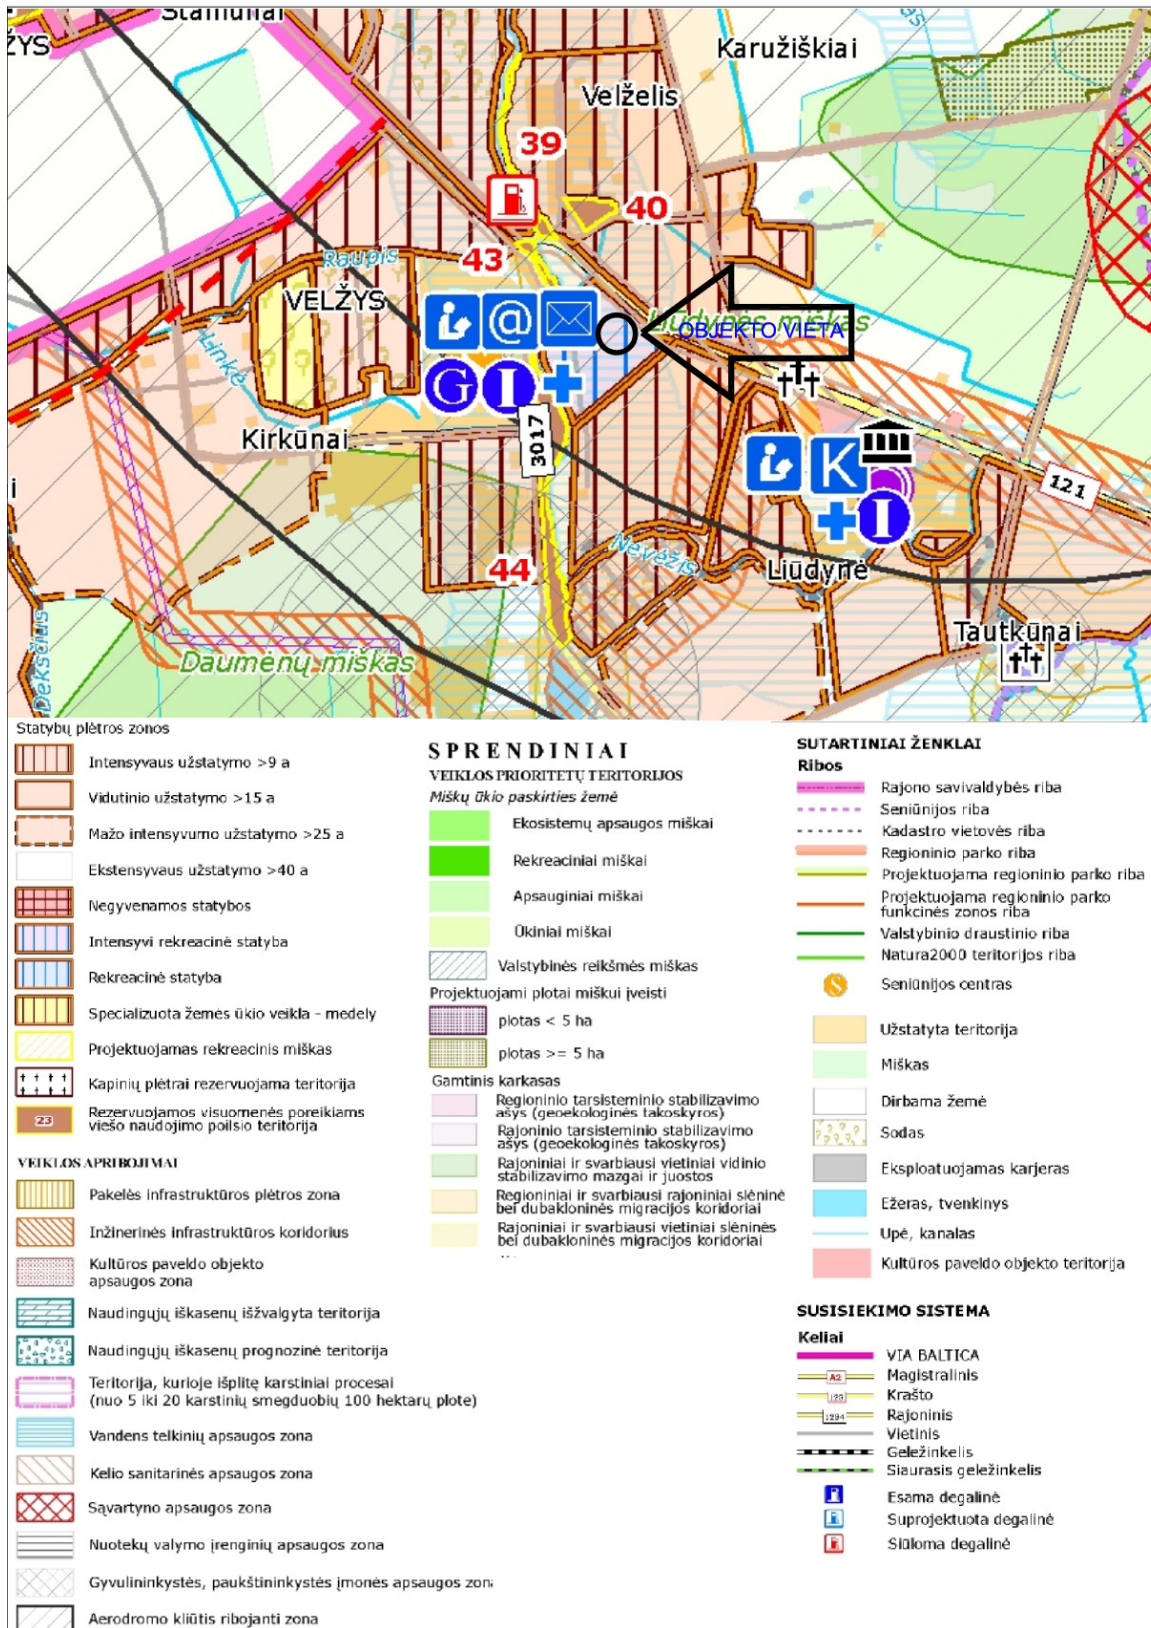 Stamūnai
ŽYS
Karužiškiai
Velželis
39
40
43
Raupis
VELŽYS
Liūdynės miškas
OBJEKTO VIETA
@
Linkė
G
I
Kirkūnai
3017
K
121
I
44
Nevėžis
Liūdynė
Tautkūnai
Daumėnų miškas
Statybų plėtros zonos
Intensyvaus užstatymo >9 a
Vidutinio užstatymo >15 a
Mažo intensyvumo užstatymo >25 a
Ekstensyvaus užstatymo >40 a
Negyvenamos statybos
Intensyvi rekreacinė statyba
Rekreacinė statyba
Specializuota žemės ūkio veikla - medely
Projektuojamas rekreacinis miškas
Kapinių plėtrai rezervuojama teritorija
23
Rezervuojamos visuomenės poreikiams
viešo naudojimo poilsio teritorija
VEIKLOS APRIBOJIMAI
Pakelės infrastruktūros plėtros zona
Inžinerinės infrastruktūros koridorius
Kultūros paveldo objekto
apsaugos zona
Naudingųjų iškasenų išžvalgyta teritorija
Naudingųjų iškasenų prognozinė teritorija
Teritorija, kurioje išplitę karstiniai procesai
(nuo 5 iki 20 karstinių smegduobių 100 hektarų plote)
Vandens telkinių apsaugos zona
Kelio sanitarinės apsaugos zona
Sąvartyno apsaugos zona
Nuotekų valymo įrenginių apsaugos zona
Gyvulininkystės, paukštininkystės įmonės apsaugos zona
Aerodromo kliūtis ribojanti zona
SPRENDINIAI
VEIKLOS PRIORITETŲ TERITORIJOS
Miškų ūkio paskirties žemė
Ekosistemų apsaugos miškai
Rekreaciniai miškai
Apsauginiai miškai
Ūkiniai miškai
Valstybinės reikšmės miškas
Projektuojami plotai miškui įveisti
plotas < 5 ha
plotas >= 5 ha
Gamtinis karkasas
Regioninio tarsisteminio stabilizavimo
ašys (geoekologinės takoskyros)
Rajoninio tarsisteminio stabilizavimo
ašys (geoekologinės takoskyros)
Rajoniniai ir svarbiausi vietiniai vidinio
stabilizavimo mazgai ir juostos
Regioniniai ir svarbiausi rajoniniai slėninė
bei dubakloninės migracijos koridoriai
Rajoniniai ir svarbiausi vietiniai slėninės
bei dubakloninės migracijos koridoriai
SUTARTINIAI ŽENKLAI
Ribos
Rajono savivaldybės riba
Seniūnijos riba
Kadastro vietovės riba
Regioninio parko riba
Projektuojama regioninio parko riba
Projektuojama regioninio parko
funkcinės zonos riba
Valstybinio draustinio riba
Natura2000 teritorijos riba
S
Seniūnijos centras
Užstatyta teritorija
Miškas
Dirbama žemė
Sodas
Eksploatuojamas karjeras
Ežeras, tvenkinys
Upė, kanalas
Kultūros paveldo objekto teritorija
SUSISIEKIMO SISTEMA
Keliai
VIA BALTICA
A2
Magistralinis
123
Krašto
1294
Rajoninis
Vietinis
Geležinkelis
Siaurasis geležinkelis
Esama degalinė
Suprojektuota degalinė
Siūloma degalinė